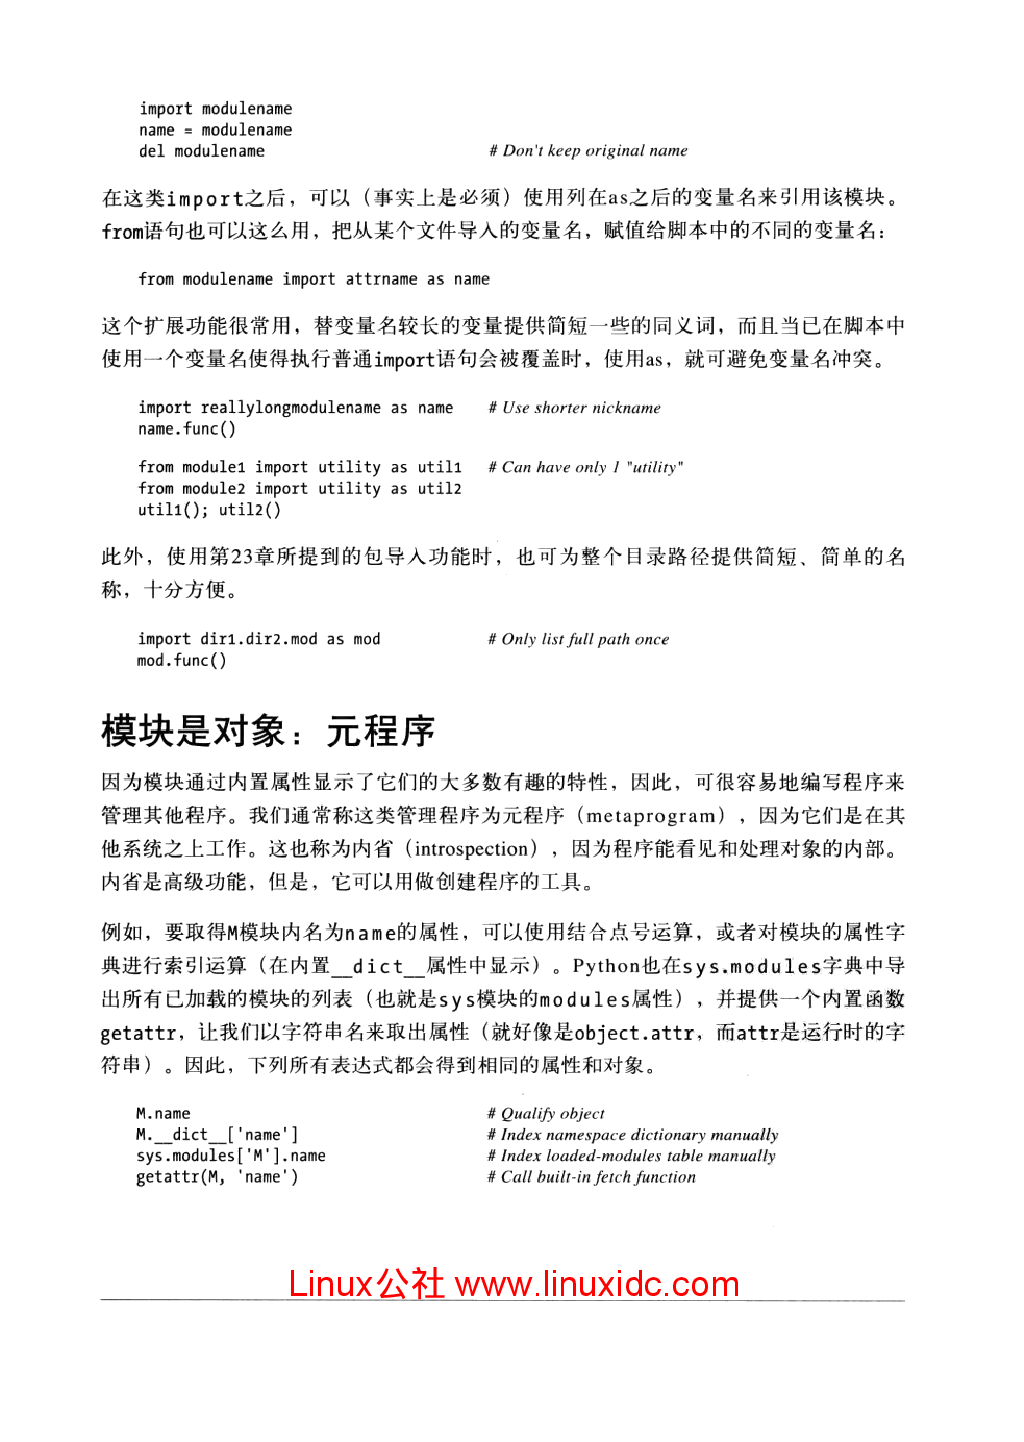 import modulename
name = modulename
del modulename # Don't keep original name
在这类import之后，可以（事实上是必须）使用列在as之后的变量名来引用该模块。
from语句也可以这么用，把从某个文件导入的变量名，赋值给脚本中的不同的变量名：
from modulename import attrname as name
这个扩展功能很常用，替变量名较长的变量提供简短一些的同义词，而且当已在脚本中
使用一个变量名使得执行普通import语句会被覆盖时，使用as，就可避免变量名冲突。
import reallylongmodulename as name # Use shorter nickname
name.func()
from module1 import utility as util1 # Can have only 1 "utility"
from module2 import utility as util2
util1(); util2()
此外，使用第23章所提到的包导入功能时，也可为整个目录路径提供简短、简单的名
称，十分方便。
import dir1.dir2.mod as mod # Only list full path once
mod.func()
模块是对象：元程序
因为模块通过内置属性显示了它们的大多数有趣的特性，因此，可很容易地编写程序来
管理其他程序。我们通常称这类管理程序为元程序（metaprogram），因为它们是在其
他系统之上工作。这也称为内省（introspection），因为程序能看见和处理对象的内部。
内省是高级功能，但是，它可以用做创建程序的工具。
例如，要取得M模块内名为name的属性，可以使用结合点号运算，或者对模块的属性字
典进行索引运算（在内置__dict__属性中显示）。Python也在sys.modules字典中导
出所有已加载的模块的列表（也就是sys模块的modules属性），并提供一个内置函数
getattr，让我们以字符串名来取出属性（就好像是object.attr，而attr是运行时的字
符串）。因此，下列所有表达式都会得到相同的属性和对象。
M.name # Qualify object
M.__dict__['name'] # Index namespace dictionary manually
sys.modules['M'].name # Index loaded-modules table manually
getattr(M, 'name') # Call built-in fetch function
Linux公社 www.linuxidc.com